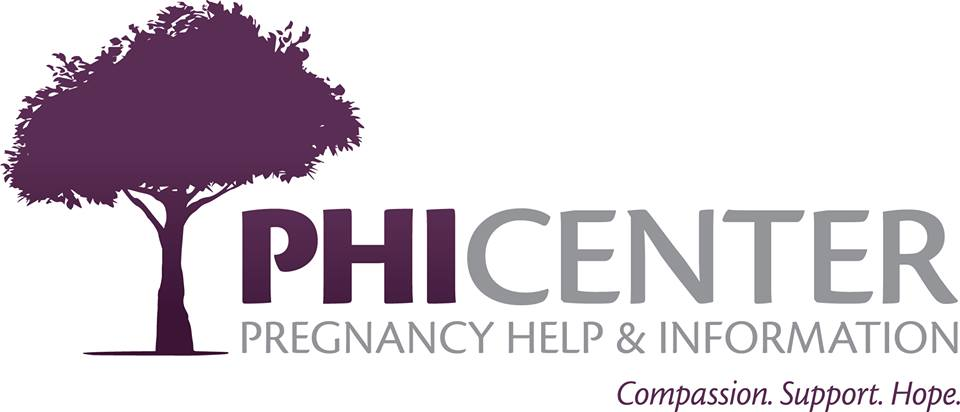 PHICENTER
PREGNANCY HELP & INFORMATION
Compassion. Support. Hope.